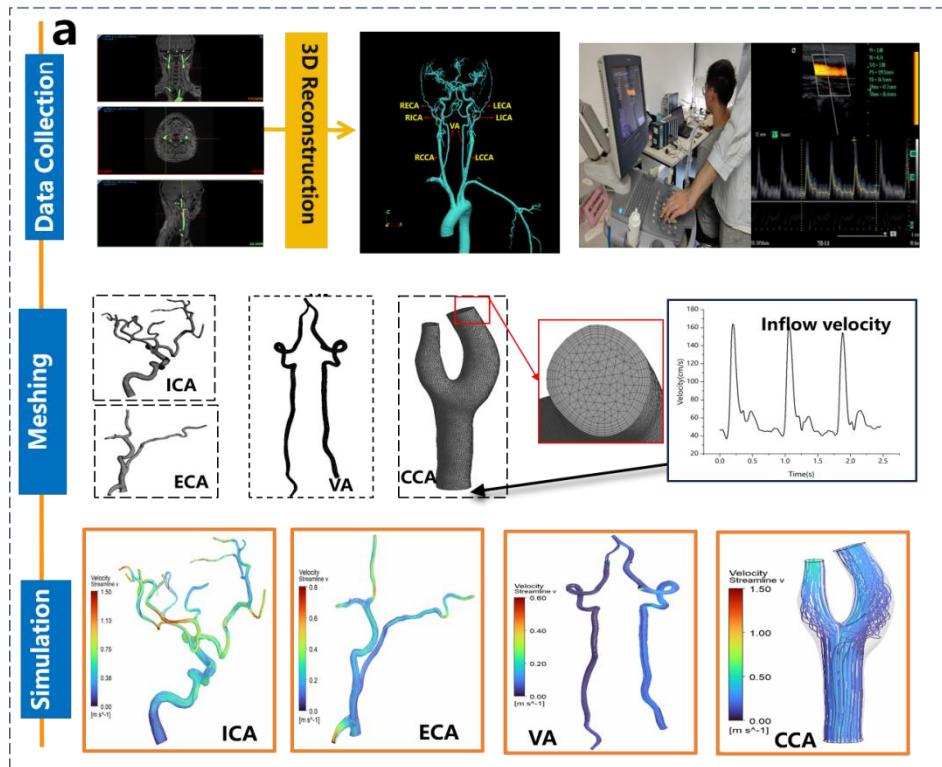 a
Data Collection
3D Reconstruction
RECA
LECA
RICA
LICA
VA
RCCA
LCCA
Meshing
ICA
ECA
VA
CCA
Inflow velocity
Velocity(cm/s)
180
160
140
120
100
80
60
40
20
0.0
0.5
1.0
1.5
2.0
2.5
Time(s)
Simulation
Velocity
Streamline v
1.50
1.13
0.75
0.38
0.00
[m s^-1]
ICA
Velocity
Streamline v
0.8
0.6
0.4
0.2
0.0
[m s^-1]
ECA
Velocity
Streamline v
0.60
0.40
0.20
0.00
[m s^-1]
VA
Velocity
Streamline v
1.50
1.00
0.50
0.00
[m s^-1]
CCA